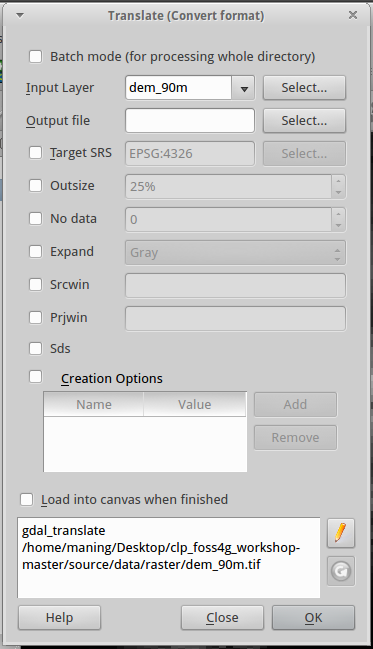 Translate (Convert format)
Batch mode (for processing whole directory)
Input Layer dem_90m Select...
Output file Select...
Target SRS EPSG:4326 Select...
Outsize 25%
No data 0
Expand Gray
Srcwin
Prjwin
Sds
Creation Options
Name Value Add
Remove
Load into canvas when finished
gdal_translate
/home/maning/Desktop/clp_foss4g_workshop-
master/source/data/raster/dem_90m.tif
Help Close OK